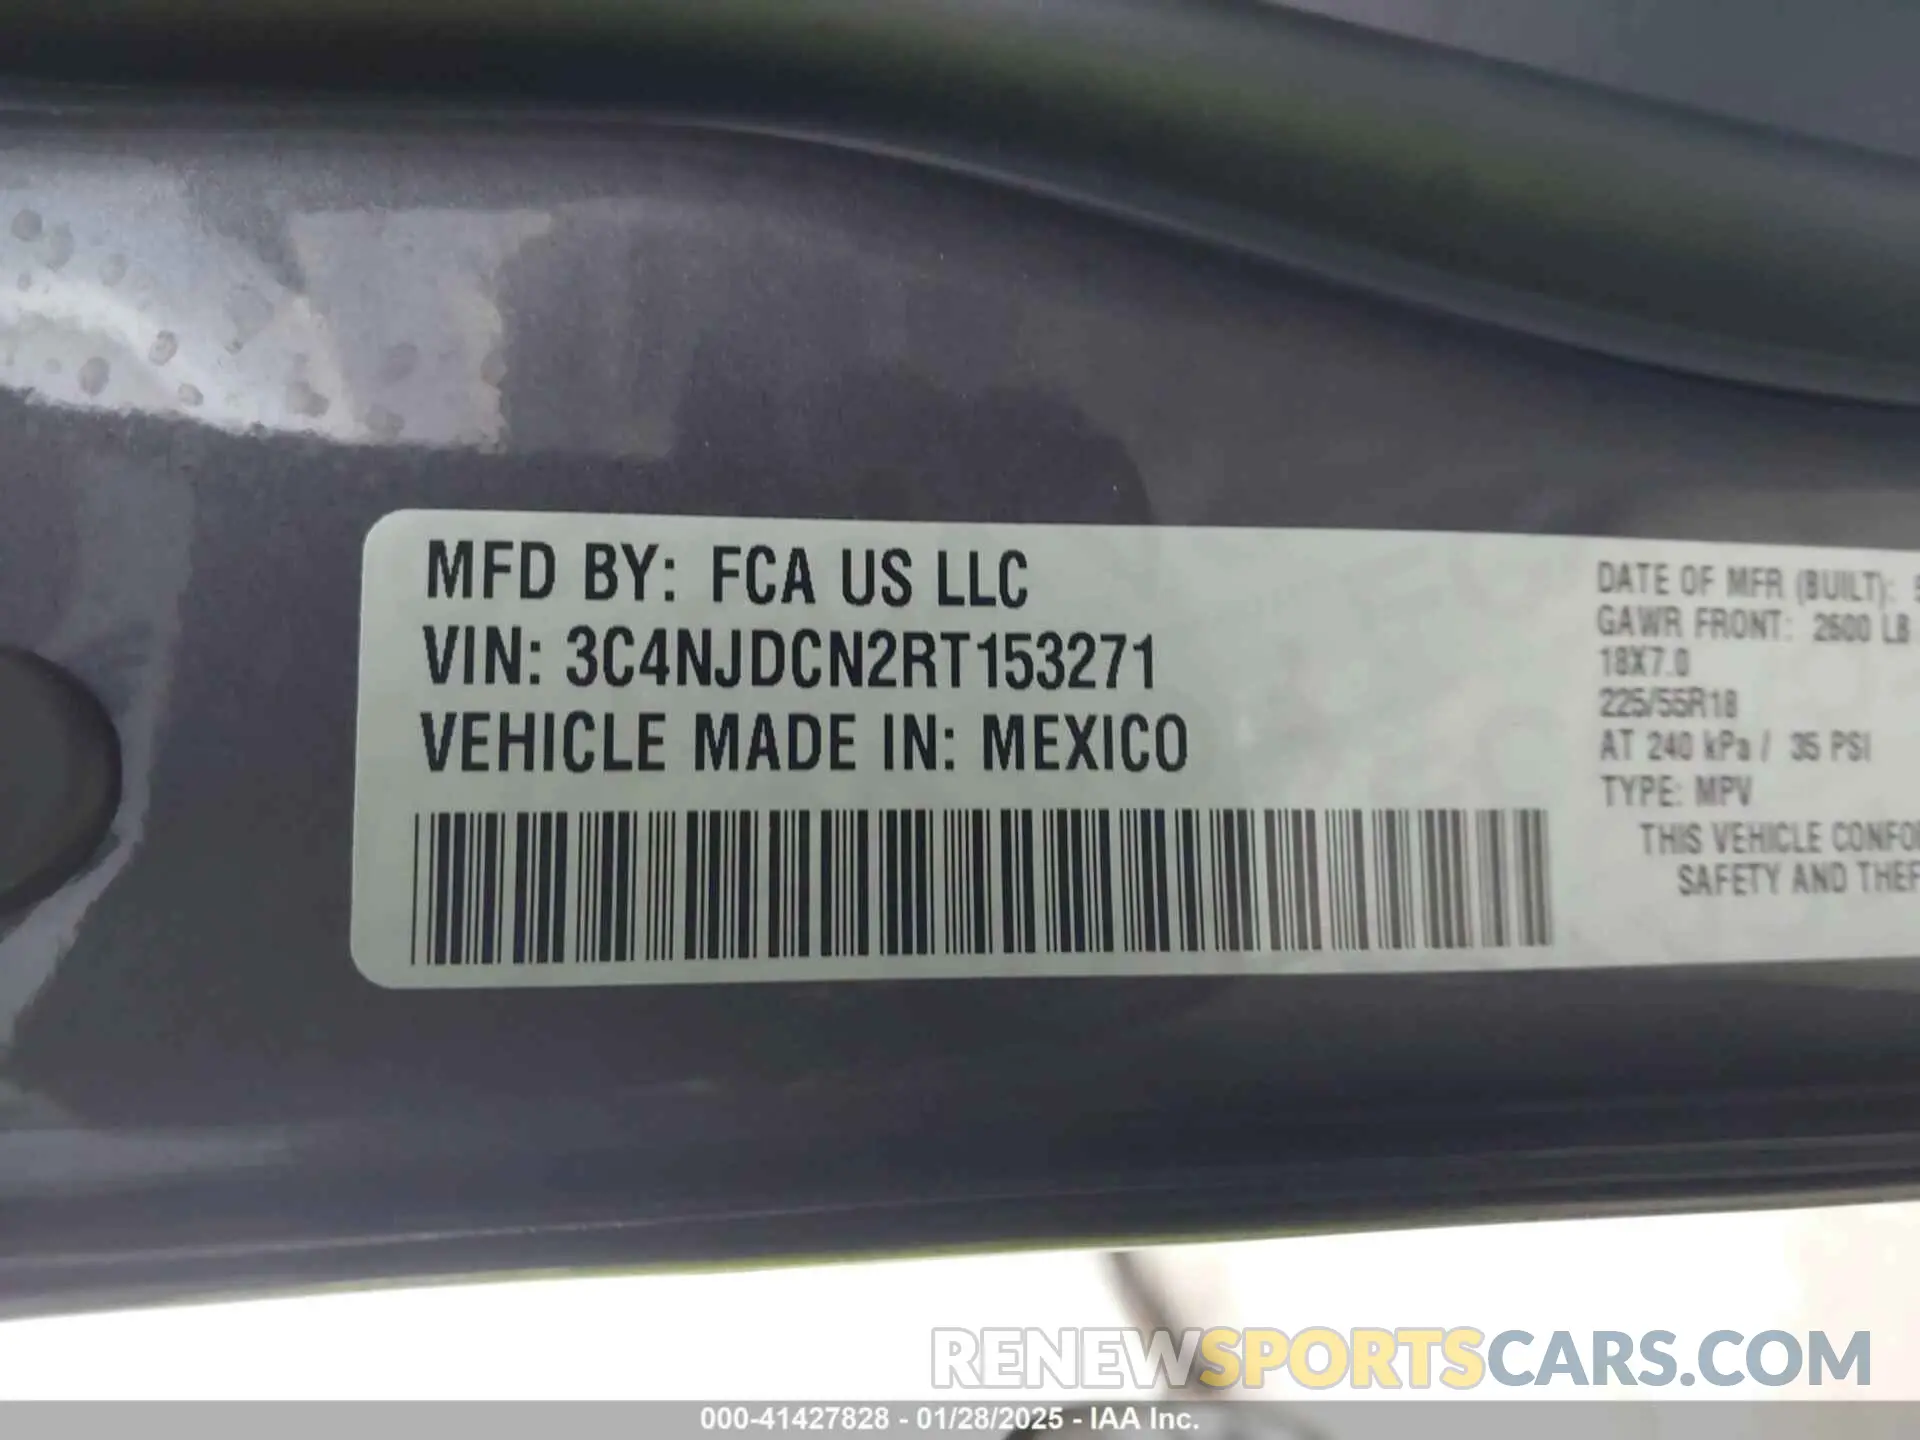 MFD BY: FCA US LLC
VIN: 3C4NJDCN2RT153271
VEHICLE MADE IN: MEXICO
DATE OF MFR (BUILT):
GAWR FRONT: 2600 LB
18X7.0
225/55R18
AT 240 kPa / 35 PSI
TYPE: MPV
THIS VEHICLE
SAFETY AND
RENEWSPORTSCARS.COM
000-41427828 - 01/28/2025 - IAA Inc.